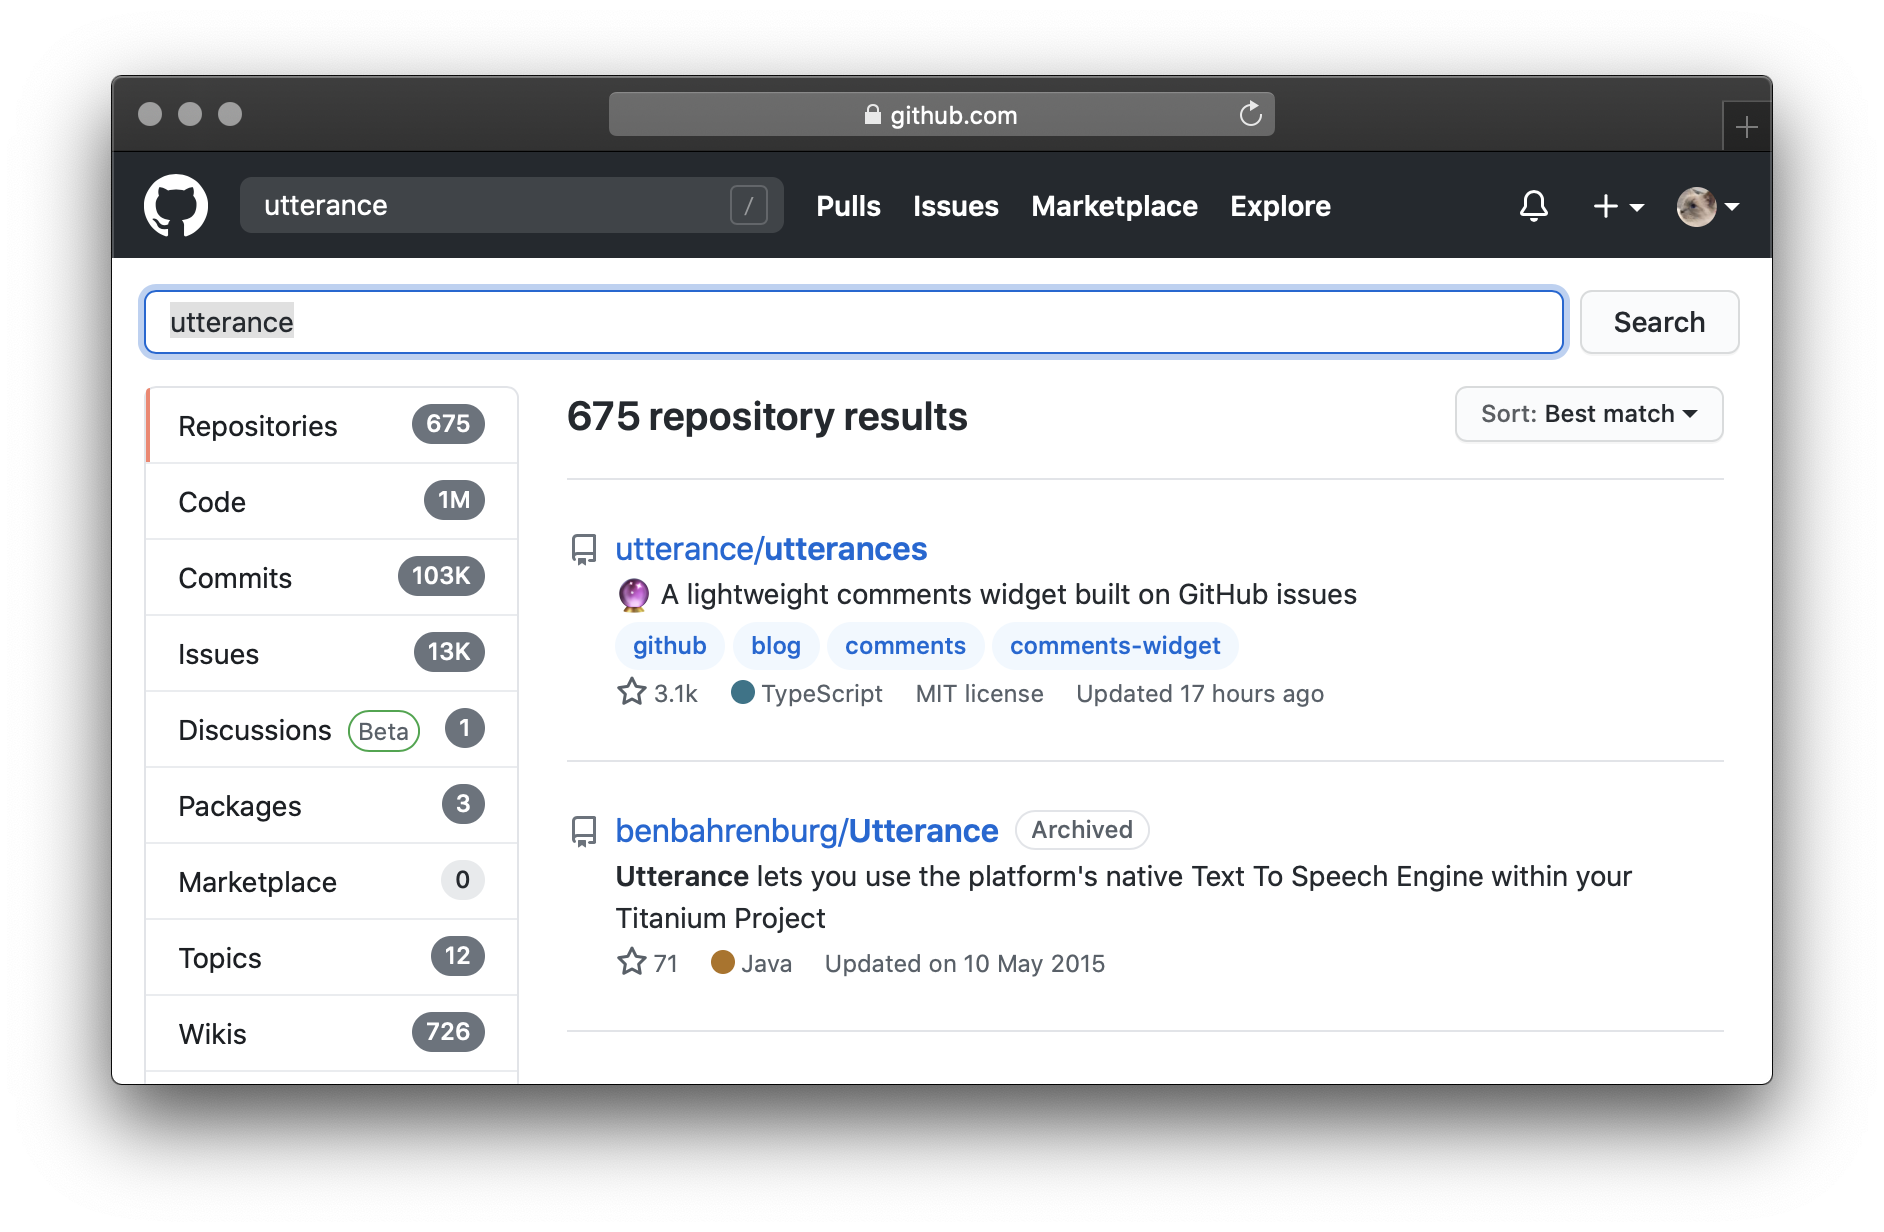 github.com
utterance /
Pulls Issues Marketplace Explore
utterance
Search
Repositories 675
Code 1M
Commits 103K
Issues 13K
Discussions Beta 1
Packages 3
Marketplace 0
Topics 12
Wikis 726
675 repository results
Sort: Best match
utterance/utterances
🔮 A lightweight comments widget built on GitHub issues
github blog comments comments-widget
3.1k TypeScript MIT license Updated 17 hours ago
benbahrenburg/Utterance Archived
Utterance lets you use the platform's native Text To Speech Engine within your
Titanium Project
71 Java Updated on 10 May 2015